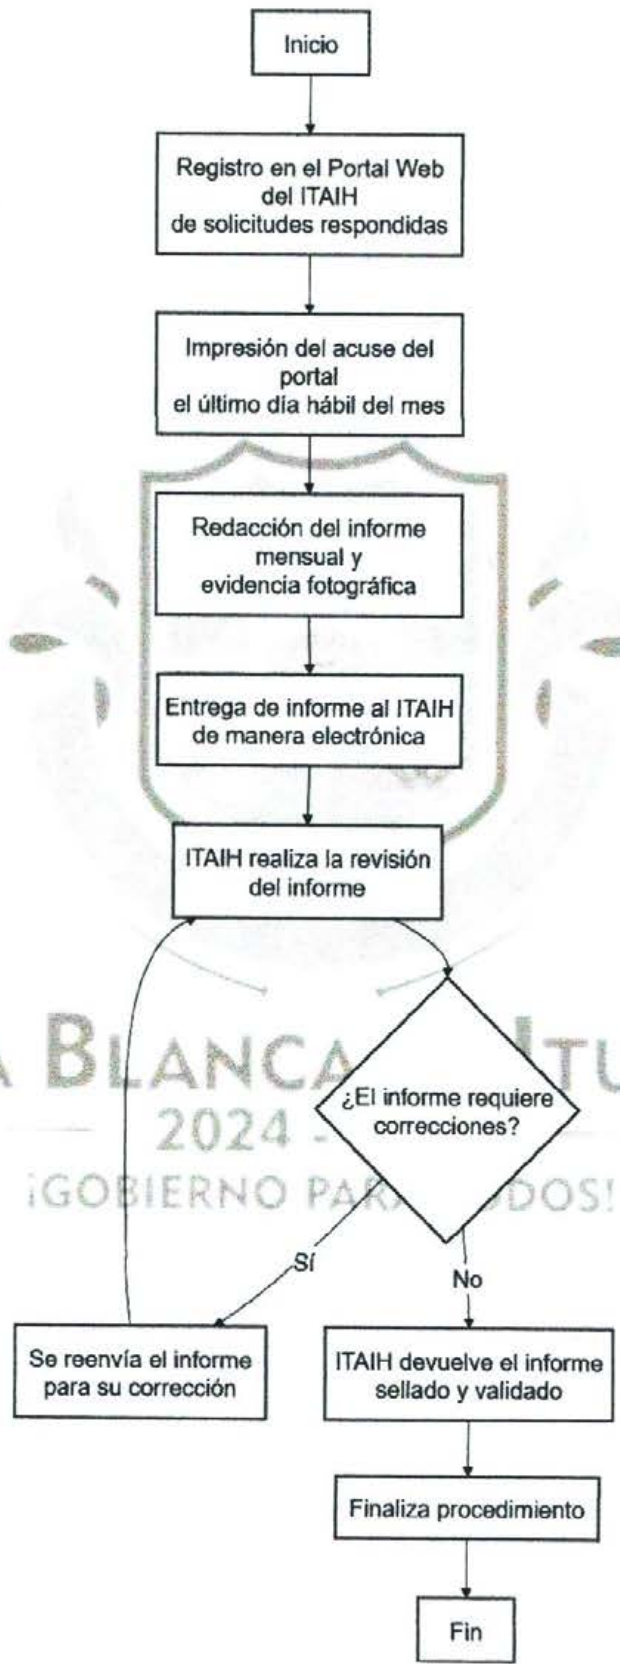 Inicio
Registro en el Portal Web
del ITAIH
de solicitudes respondidas
Impresión del acuse del
portal
el último día hábil del mes
Redacción del informe
mensual y
evidencia fotográfica
Entrega de informe al ITAIH
de manera electrónica
ITAIH realiza la revisión
del informe
BLANCA
2024 -
¡GOBIERNO
¿El informe requiere
correcciones?
Sí
No
Se reenvía el informe
para su corrección
ITAIH devuelve el informe
sellado y validado
Finaliza procedimiento
Fin